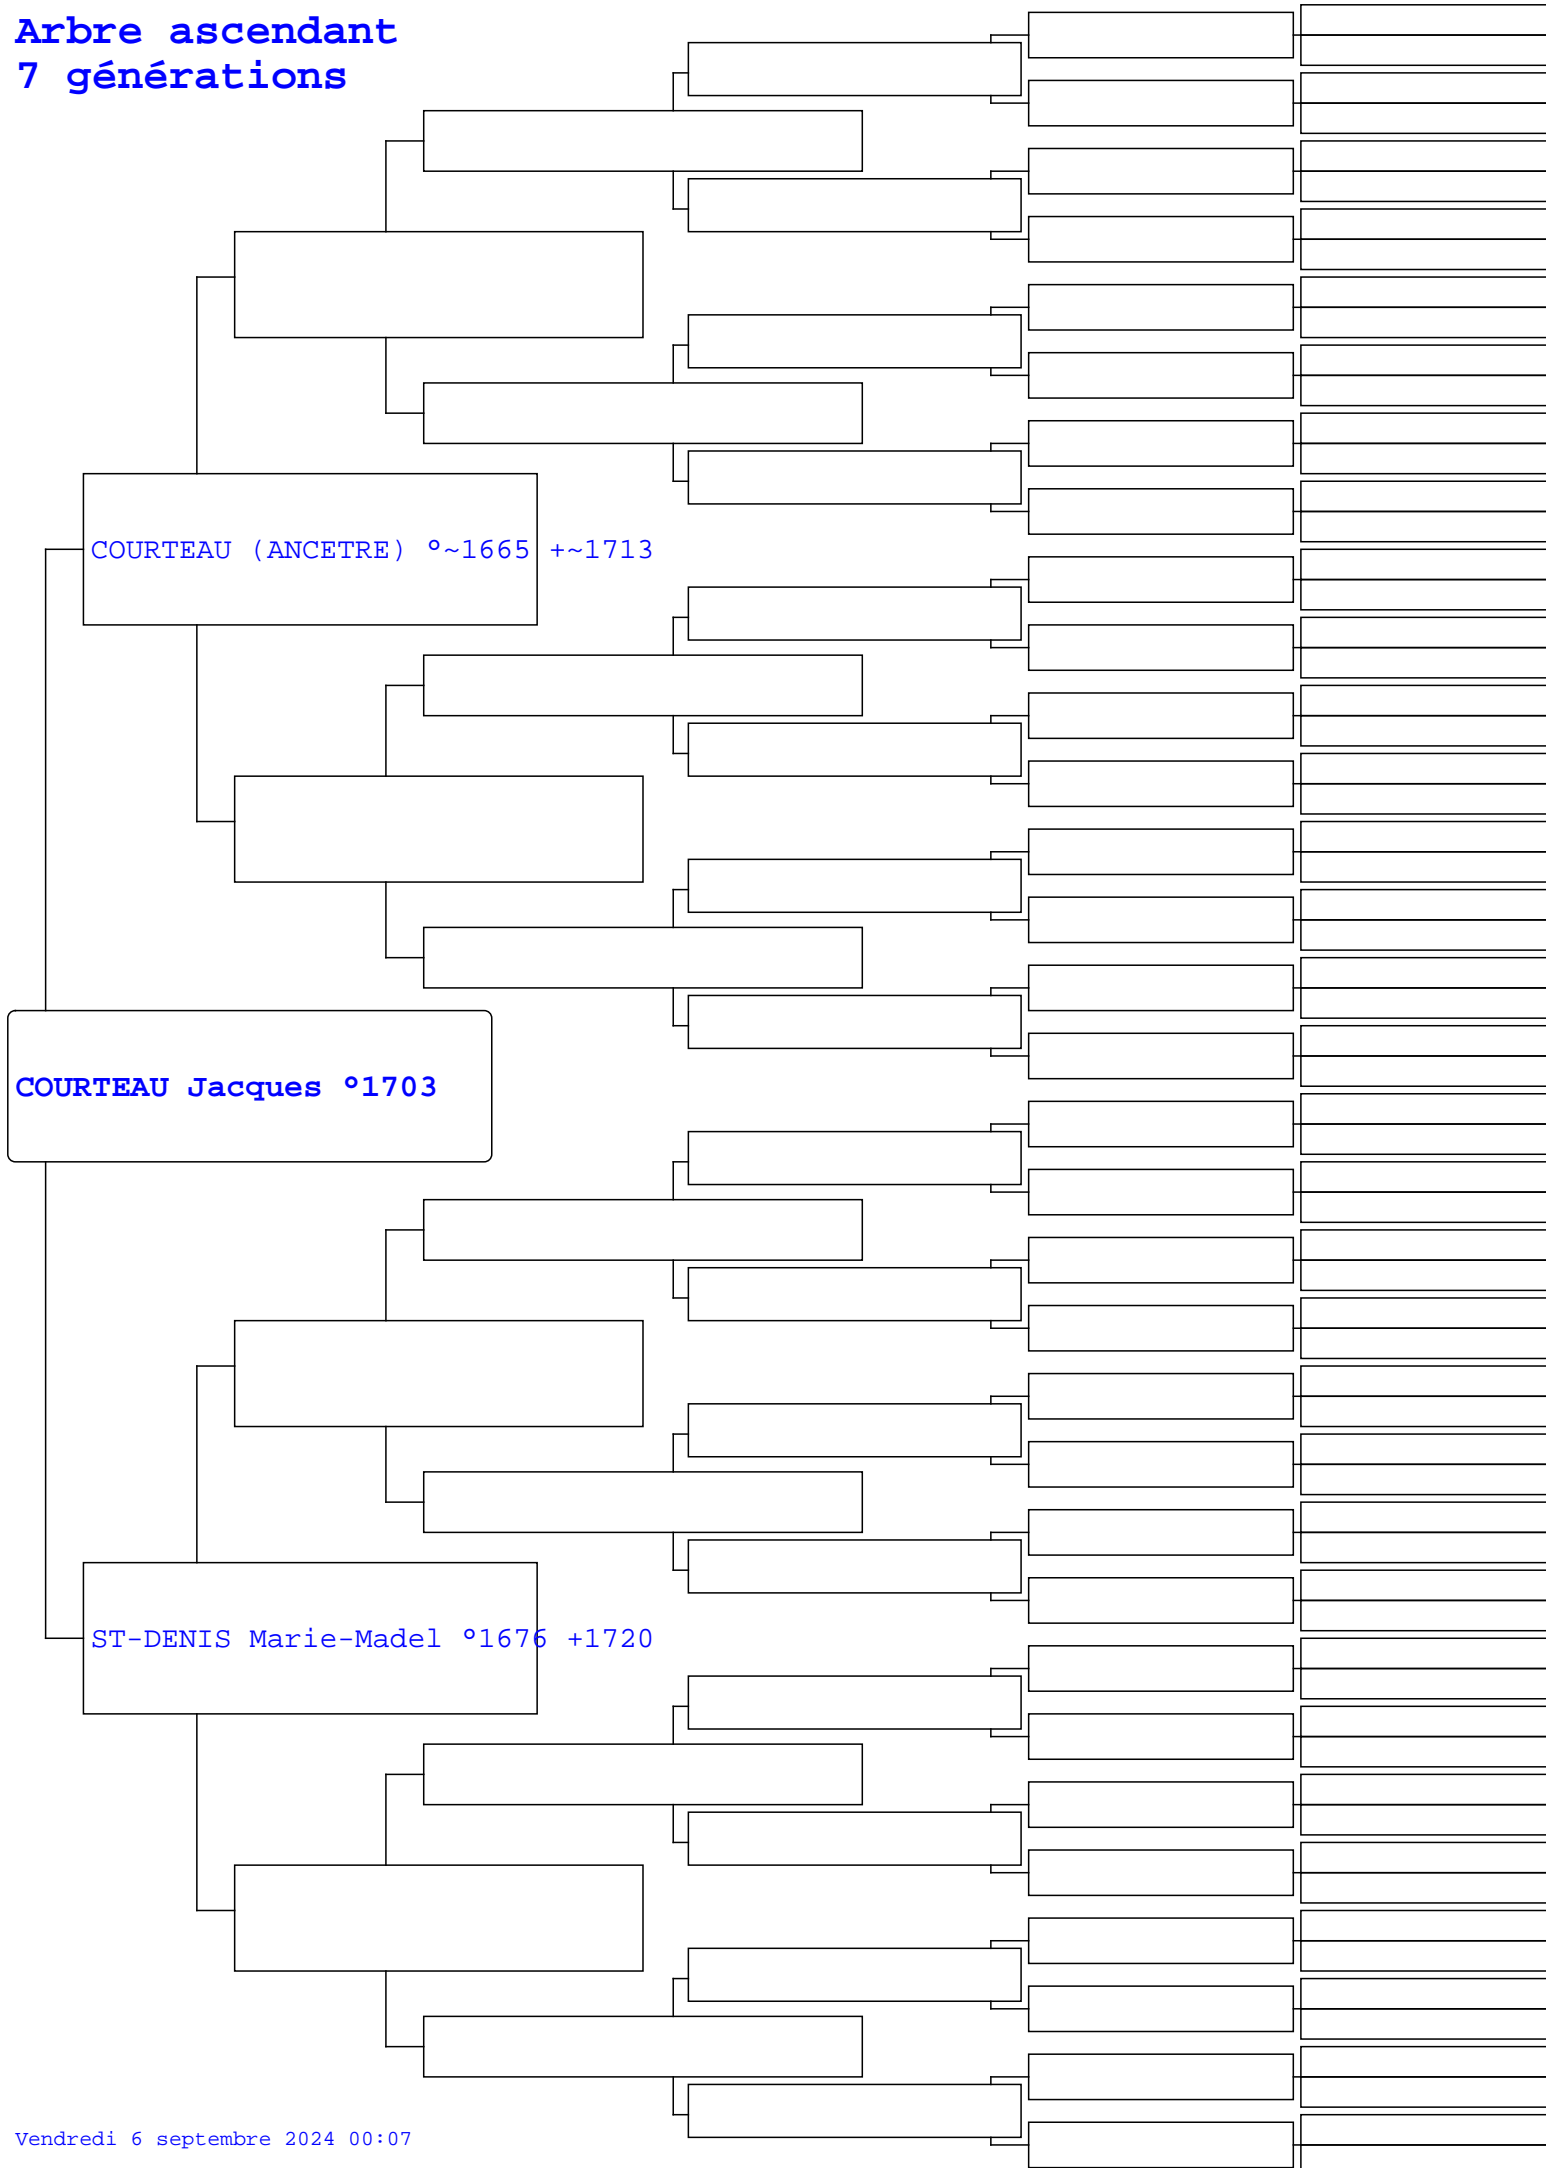 Arbre ascendant
7 générations
COURTEAU (ANCETRE) °~1665 +~1713
COURTEAU Jacques °1703
ST-DENIS Marie-Madel °1676 +1720
Vendredi 6 septembre 2024 00:07